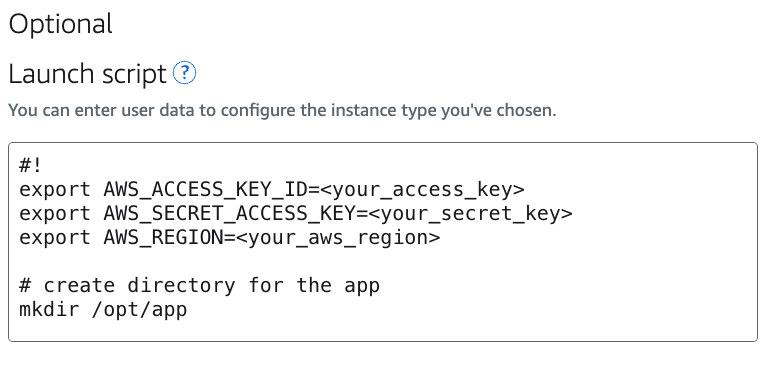 Optional
Launch script ?
You can enter user data to configure the instance type you've chosen.
#!
export AWS_ACCESS_KEY_ID=<your_access_key>
export AWS_SECRET_ACCESS_KEY=<your_secret_key>
export AWS_REGION=<your_aws_region>
# create directory for the app
mkdir /opt/app